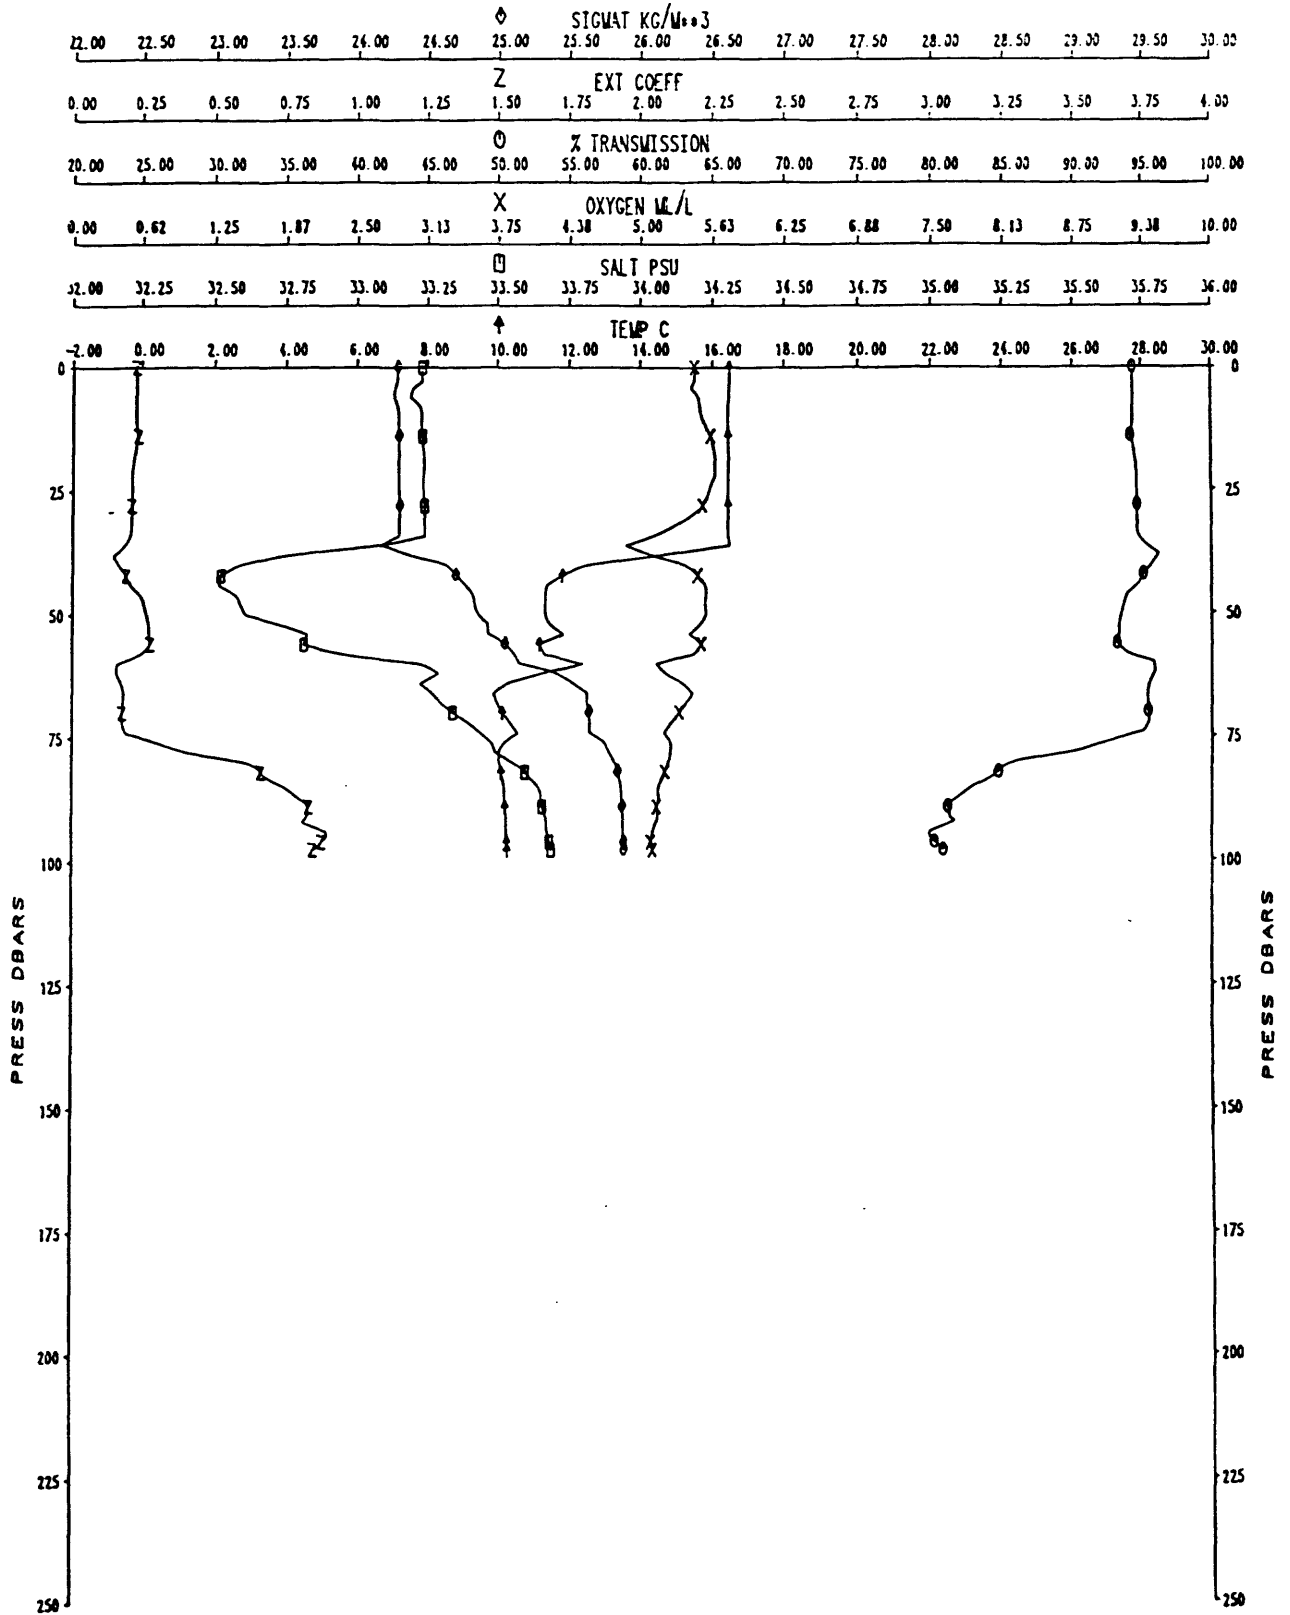 SIGMAT KG/M**3
22.00 22.50 23.00 23.50 24.00 24.50 25.00 25.50 26.00 26.50 27.00 27.50 28.00 28.50 29.00 29.50 30.00
Z EXT COEFF
0.00 0.25 0.50 0.75 1.00 1.25 1.50 1.75 2.00 2.25 2.50 2.75 3.00 3.25 3.50 3.75 4.00
% TRANSMISSION
20.00 25.00 30.00 35.00 40.00 45.00 50.00 55.00 60.00 65.00 70.00 75.00 80.00 85.00 90.00 95.00 100.00
X OXYGEN ML/L
0.00 0.62 1.25 1.87 2.50 3.13 3.75 4.38 5.00 5.63 6.25 6.88 7.50 8.13 8.75 9.38 10.00
SALT PSU
32.00 32.25 32.50 32.75 33.00 33.25 33.50 33.75 34.00 34.25 34.50 34.75 35.00 35.25 35.50 35.75 36.00
TEMP C
-2.00 0.00 2.00 4.00 6.00 8.00 10.00 12.00 14.00 16.00 18.00 20.00 22.00 24.00 26.00 28.00 30.00
0 0
25 25
50 50
75 75
100 100
PRESS DBARS PRESS DBARS
125 125
150 150
175 175
200 200
225 225
250 250